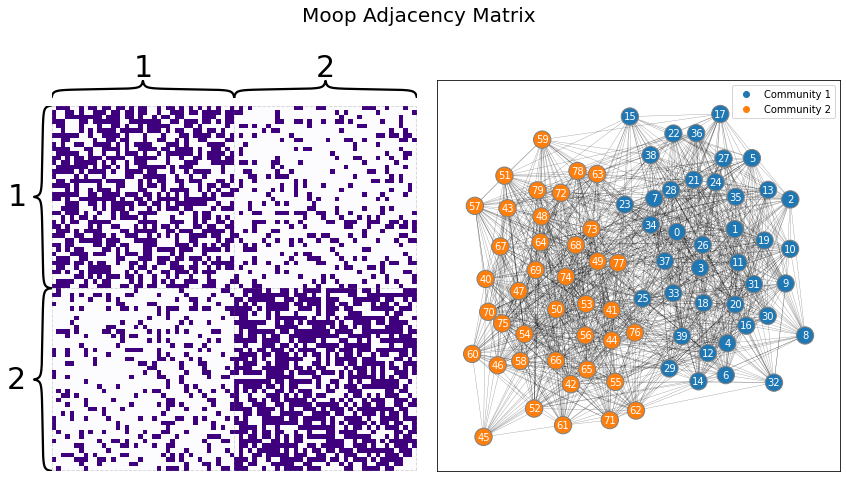 Moop Adjacency Matrix
1 2
1
2
Community 1
Community 2
17
15
22 36
59
38 27 5
78 63
51 21 24 13
79 72 28
7 35 2
57 43 23
48 34
73 0 1
64 68 19
67 26 10
49 77 37 11
69 3
40 74 9
47 31
25 33
50 53 18 20
70 41 30
75 16
54 56 76 39 8
44 4
60 12
46 58 66
65 29 6
42 55 14 32
52 62
61 71
45